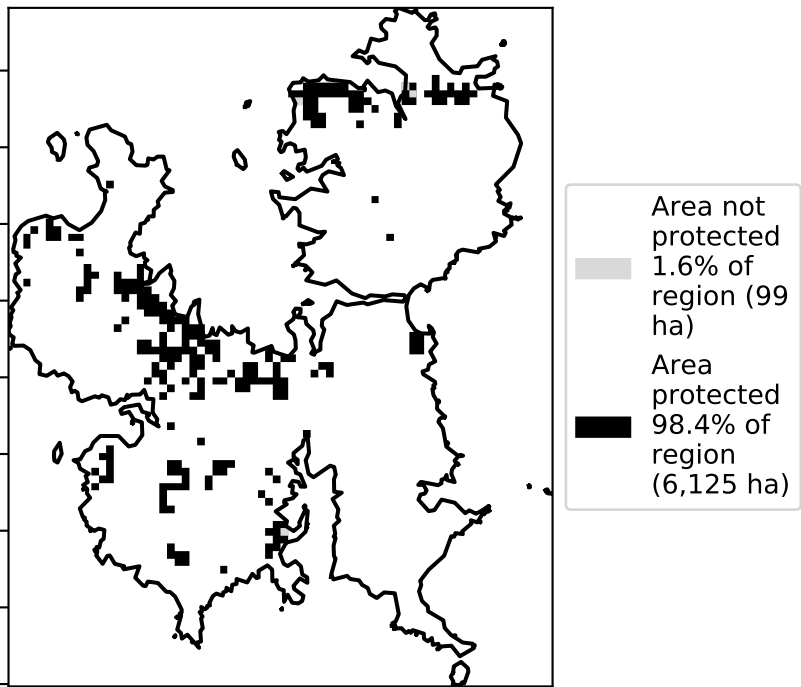 Area not
protected
1.6% of
region (99
ha)
Area
protected
98.4% of
region
(6,125 ha)